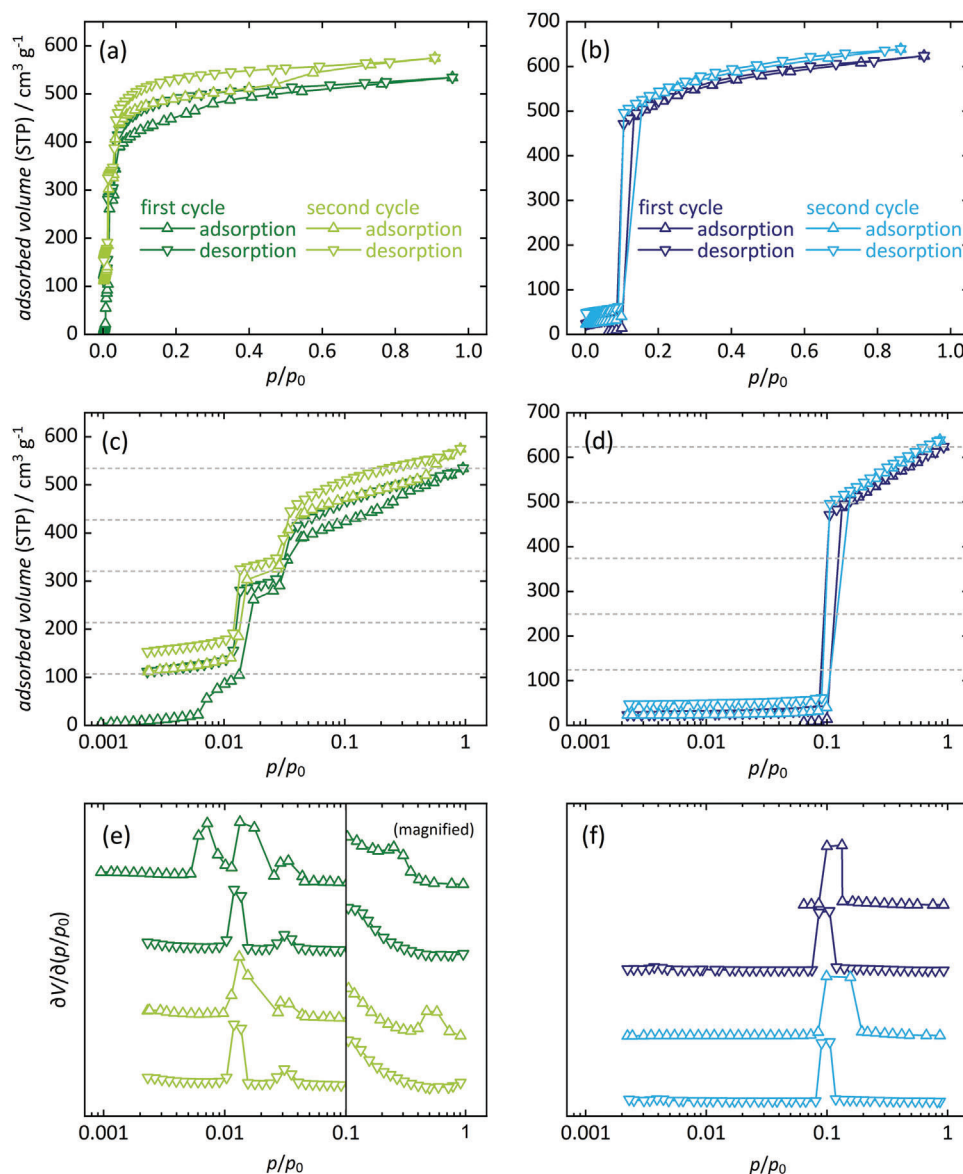 (a)
600
500
400
300
200
100
0
first cycle second cycle
adsorption adsorption
desorption desorption
0.0 0.2 0.4 0.6 0.8 1.0
p/p0
adsorbed volume (STP) / cm³ g⁻¹
(b)
700
600
500
400
300
200
100
0
first cycle second cycle
adsorption adsorption
desorption desorption
0.0 0.2 0.4 0.6 0.8 1.0
p/p0
(c)
600
500
400
300
200
100
0
0.001 0.01 0.1 1
p/p0
adsorbed volume (STP) / cm³ g⁻¹
(d)
700
600
500
400
300
200
100
0
0.001 0.01 0.1 1
p/p0
(e)
(magnified)
∂V/∂(p/p0)
0.001 0.01 0.1 1
p/p0
(f)
0.001 0.01 0.1 1
p/p0